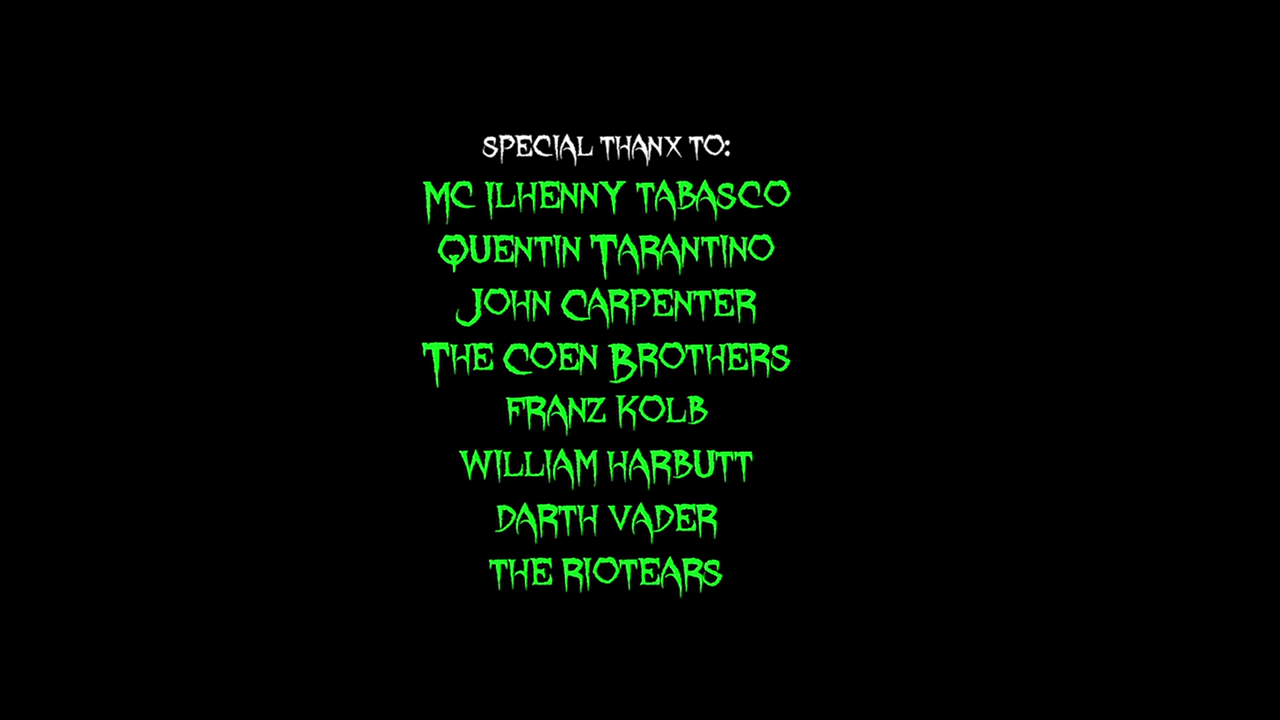 SPECIAL THANX TO:
MC ILHENNY TABASCO
QUENTIN TARANTINO
JOHN CARPENTER
THE COEN BROTHERS
FRANZ KOLB
WILLIAM HARBUTT
DARTH VADER
THE RIOTEARS